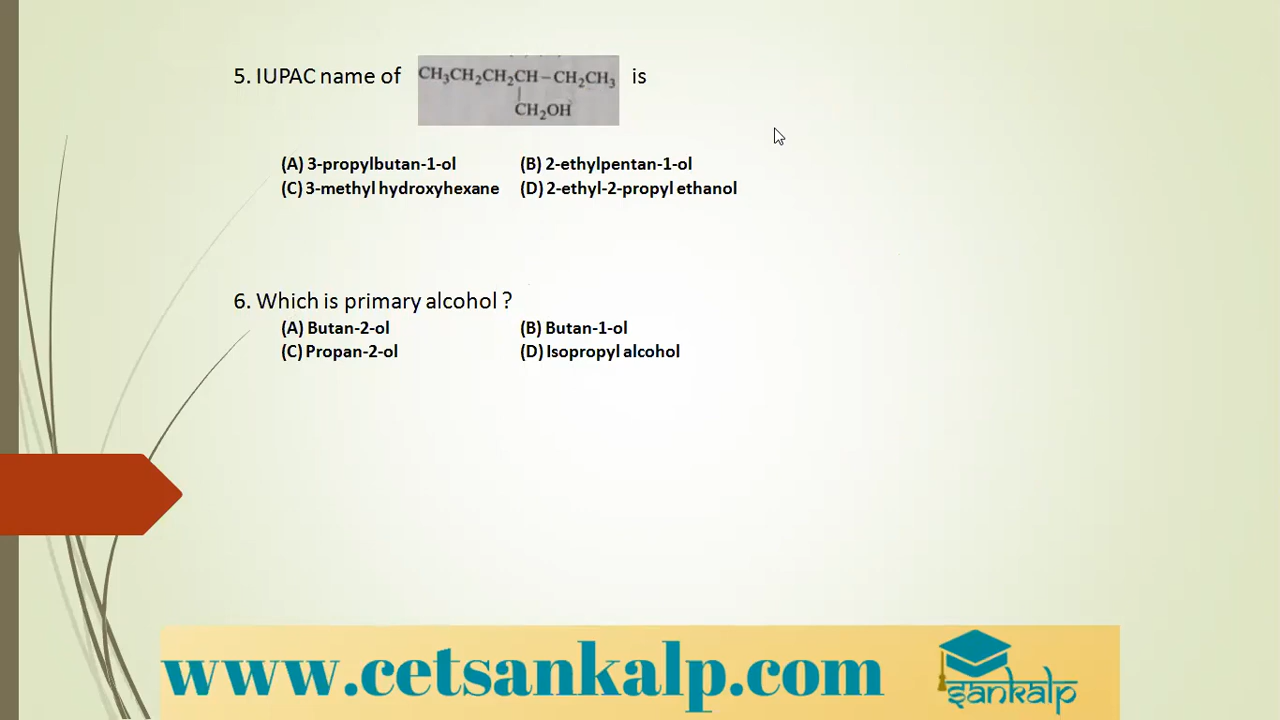 5. IUPAC name of CH₃CH₂CH₂CH–CH₂CH₃ is
|
CH₂OH
(A) 3-propylbutan-1-ol (B) 2-ethylpentan-1-ol
(C) 3-methyl hydroxyhexane (D) 2-ethyl-2-propyl ethanol
6. Which is primary alcohol ?
(A) Butan-2-ol (B) Butan-1-ol
(C) Propan-2-ol (D) Isopropyl alcohol
www.cetsankalp.com
sankalp